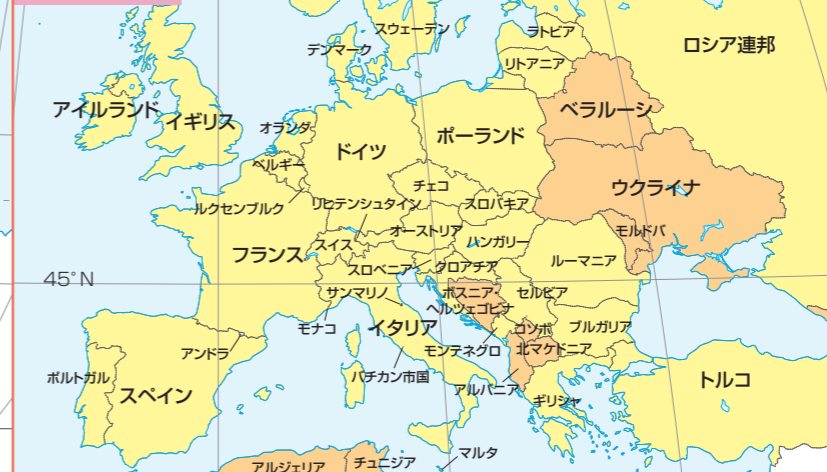 スウェーデン
デンマーク
ラトビア
ロシア連邦
リトアニア
アイルランド
イギリス
オランダ
ベラルーシ
ドイツ
ポーランド
ベルギー
チェコ
ウクライナ
ルクセンブルク
リヒテンシュタイン
スロバキア
オーストリア
モルドバ
フランス
スイス
ハンガリー
ルーマニア
スロベニア
クロアチア
45°N
サンマリノ
ボスニア・
ヘルツェゴビナ
セルビア
モナコ
イタリア
コソボ
ブルガリア
アンドラ
モンテネグロ
北マケドニア
ポルトガル
スペイン
バチカン市国
アルバニア
ギリシャ
トルコ
マルタ
アルジェリア
チュニジア